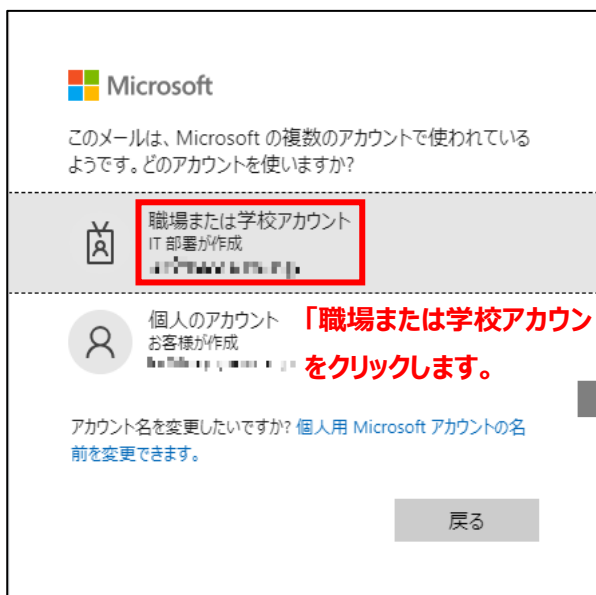 Microsoft
このメールは、Microsoft の複数のアカウントで使われている
ようです。どのアカウントを使いますか?
職場または学校アカウント
IT 部署が作成
個人のアカウント
お客様が作成
「職場または学校アカウン
をクリックします。
アカウント名を変更したいですか? 個人用 Microsoft アカウントの名
前を変更できます。
戻る